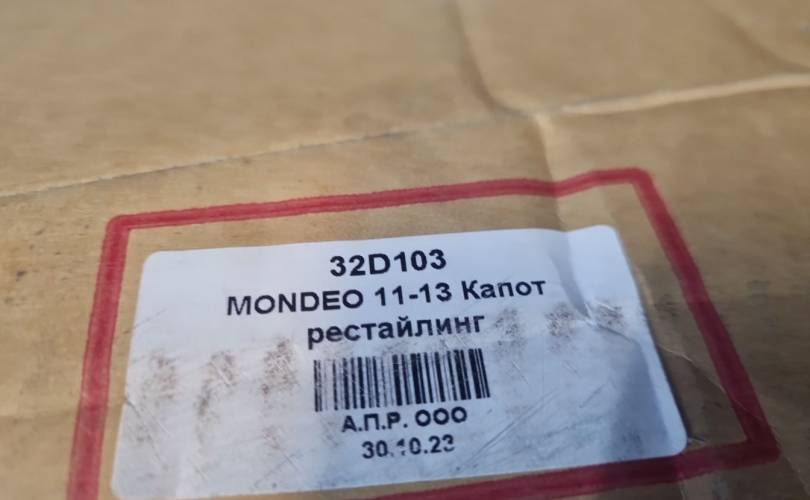 32D103
MONDEO 11-13 Капот
рестайлинг
А.П.Р. ООО
30.10.23